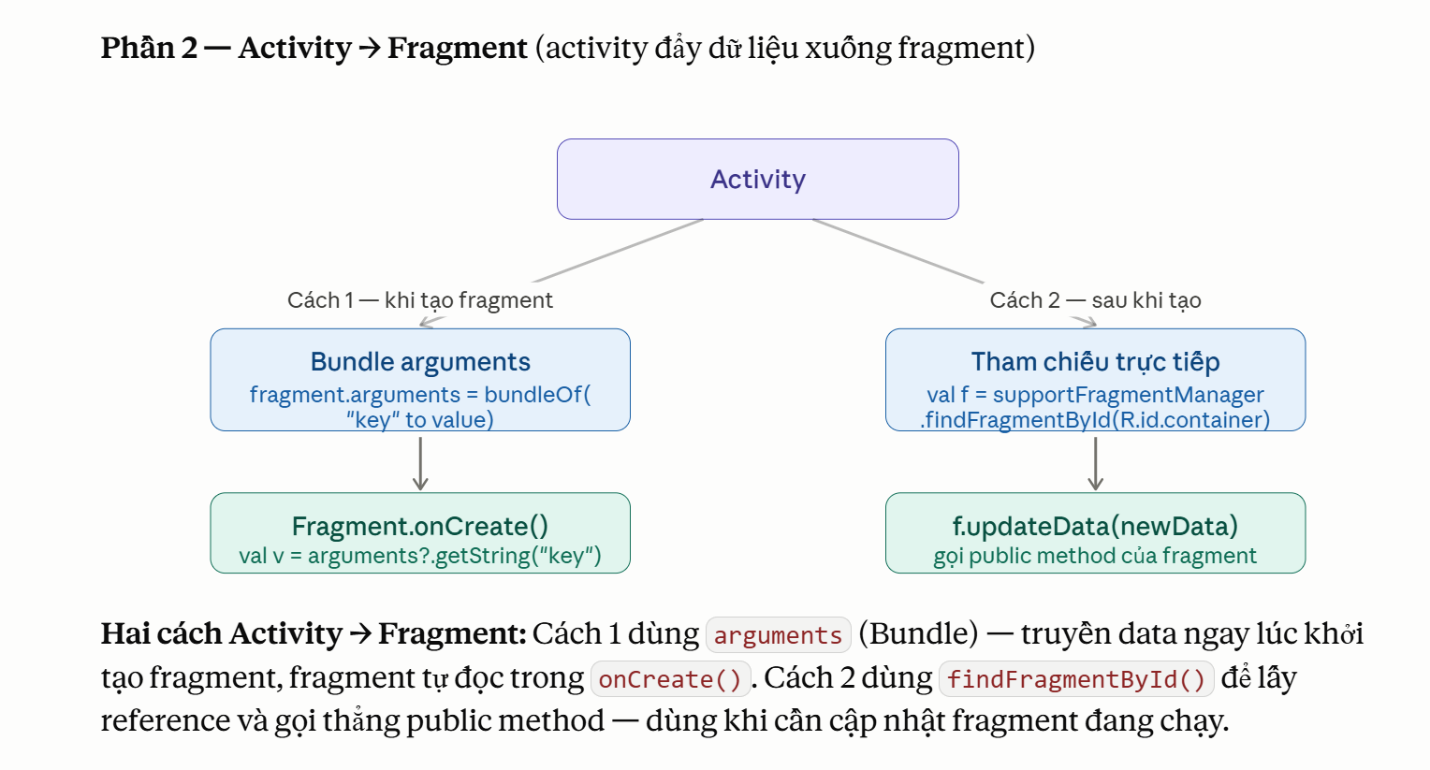 Phần 2 — Activity → Fragment (activity đẩy dữ liệu xuống fragment)
Activity
Cách 1 — khi tạo fragment
Cách 2 — sau khi tạo
Bundle arguments
fragment.arguments = bundleOf(
"key" to value)
Tham chiếu trực tiếp
val f = supportFragmentManager
.findFragmentById(R.id.container)
Fragment.onCreate()
val v = arguments?.getString("key")
f.updateData(newData)
gọi public method của fragment
Hai cách Activity → Fragment: Cách 1 dùng arguments (Bundle) — truyền data ngay lúc khởi
tạo fragment, fragment tự đọc trong onCreate(). Cách 2 dùng findFragmentById() để lấy
reference và gọi thẳng public method — dùng khi cần cập nhật fragment đang chạy.